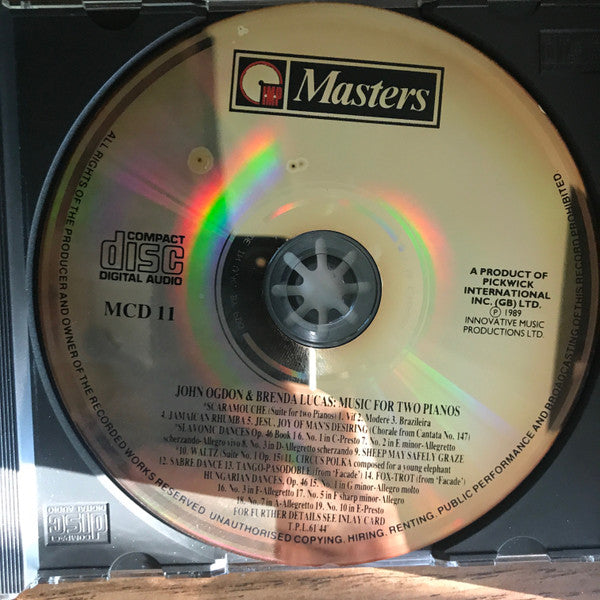 IMP Masters
COMPACT
disc
DIGITAL AUDIO
MCD 11
A PRODUCT OF
PICKWICK
INTERNATIONAL
INC. (GB) LTD.
Ⓟ 1989
INNOVATIVE MUSIC
PRODUCTIONS LTD.
JOHN OGDON & BRENDA LUCAS: MUSIC FOR TWO PIANOS
"SCARAMOUCHE (Suite for two Pianos) 1. Vif 2. Modere 3. Brazileira
4. JAMAICAN RHUMBA 5. JESU, JOY OF MAN'S DESIRING) Chorale from Cantata No. 147)
"SLAVONIC DANCES Op. 46 Book 1 6. No. 1 in C-Presto 7. No. 2 in E minor-Allegretto
scherzando-Allegro vivo 8. No. 3 in D-Allegretto scherzando 9. SHEEP MAY SAFELY GRAZE
"10. WALTZ (Suite No. 1 Op. 15) 11. CIRCUS POLKA composed for a young elephant
12. SABRE DANCE 13. TANGO-PASODOBLE (from 'Facade') 14. FOX-TROT (from 'Facade')
HUNGARIAN DANCES, Op. 46 15. No. 1 in G minor-Allegro molto
16. No. 3 in F-Allegretto 17. No. 5 in F sharp minor-Allegro
18. No. 7 in A-Allegretto 19. No. 10 in E-Presto
FOR FURTHER DETAILS SEE INLAY CARD
T.P.L.61'44"
ALL RIGHTS OF THE PRODUCER AND OWNER OF THE RECORDED WORKS RESERVED. UNAUTHORISED COPYING, HIRING, RENTING, PUBLIC PERFORMANCE AND BROADCASTING OF THIS RECORD PROHIBITED
COMPACT
disc
DIGITAL AUDIO